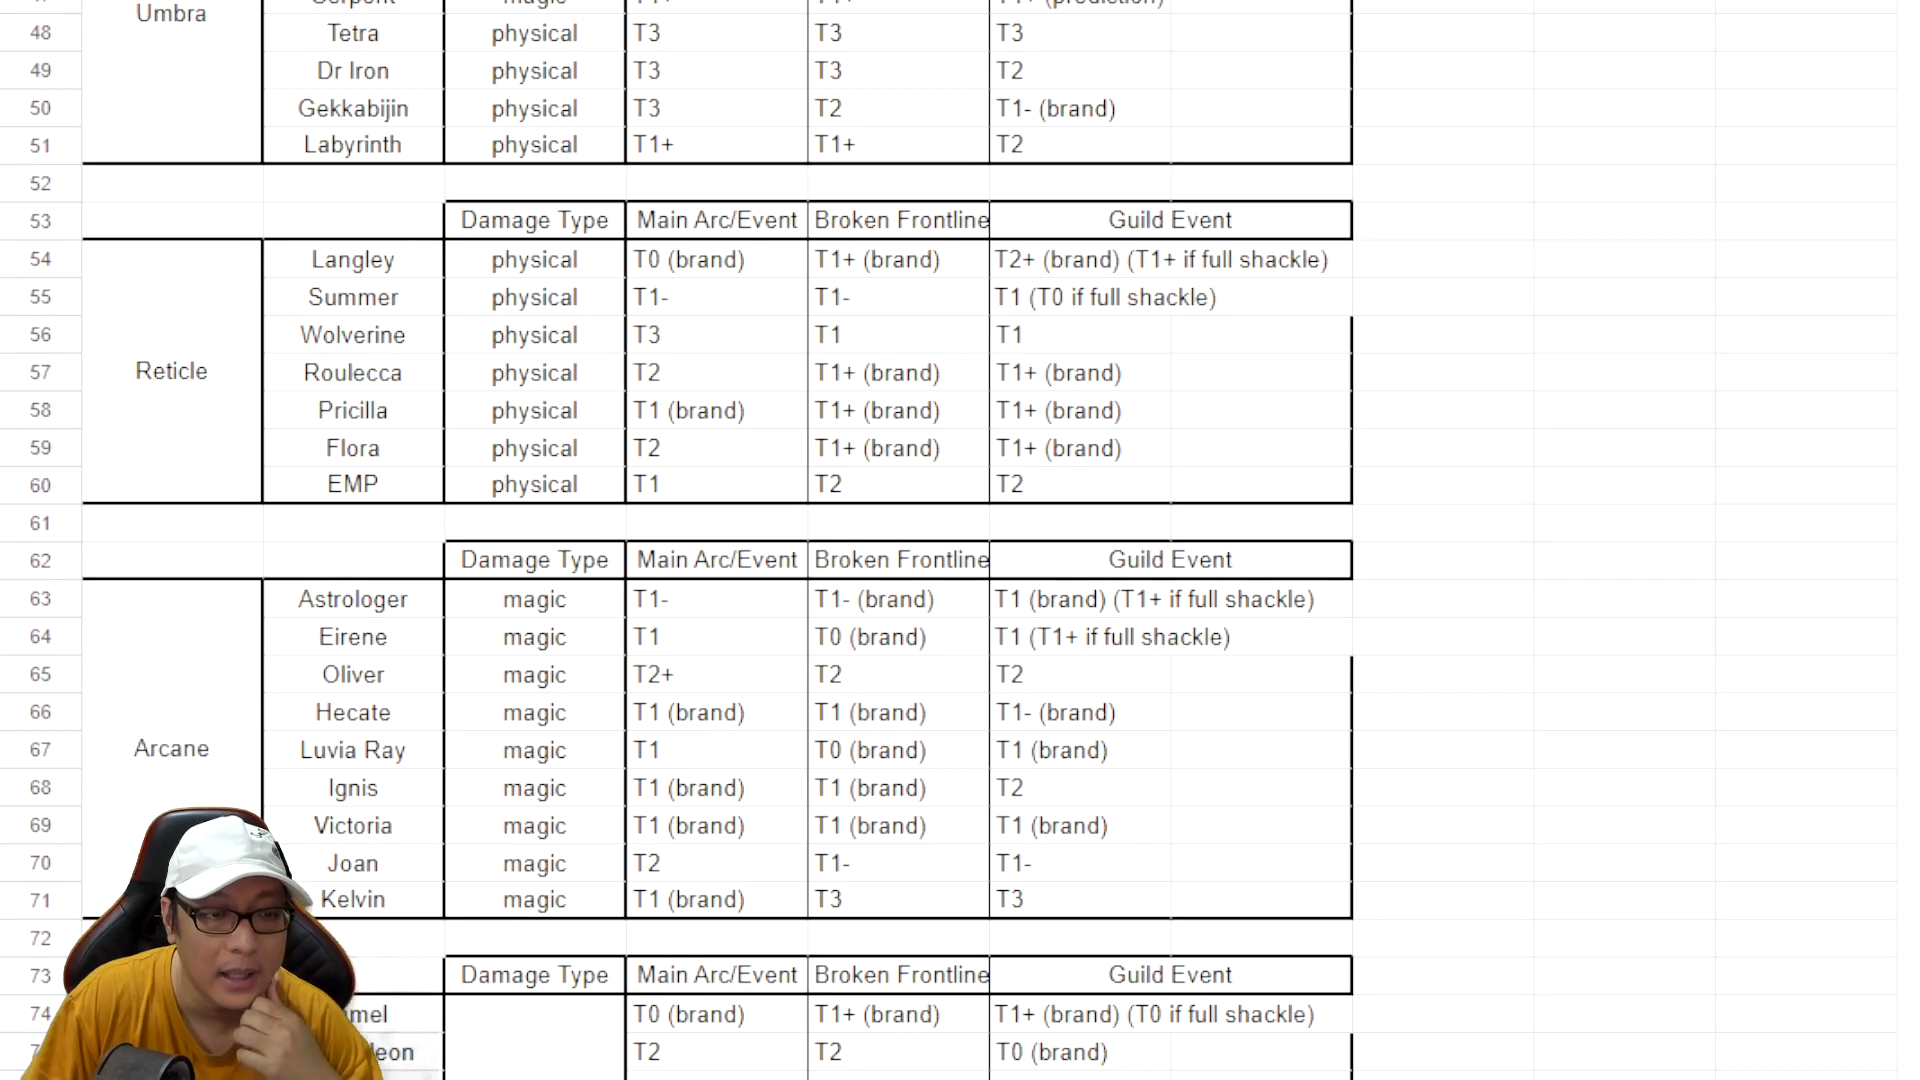 Umbra
48 Tetra physical T3 T3 T3
49 Dr Iron physical T3 T3 T2
50 Gekkabijin physical T3 T2 T1- (brand)
51 Labyrinth physical T1+ T1+ T2
52
53 Damage Type Main Arc/Event Broken Frontline Guild Event
54 Langley physical T0 (brand) T1+ (brand) T2+ (brand) (T1+ if full shackle)
55 Summer physical T1- T1- T1 (T0 if full shackle)
56 Wolverine physical T3 T1 T1
Reticle
57 Roulecca physical T2 T1+ (brand) T1+ (brand)
58 Pricilla physical T1 (brand) T1+ (brand) T1+ (brand)
59 Flora physical T2 T1+ (brand) T1+ (brand)
60 EMP physical T1 T2 T2
61
62 Damage Type Main Arc/Event Broken Frontline Guild Event
63 Astrologer magic T1- T1- (brand) T1 (brand) (T1+ if full shackle)
64 Eirene magic T1 T0 (brand) T1 (T1+ if full shackle)
65 Oliver magic T2+ T2 T2
66 Hecate magic T1 (brand) T1 (brand) T1- (brand)
67 Arcane Luvia Ray magic T1 T0 (brand) T1 (brand)
68 Ignis magic T1 (brand) T1 (brand) T2
69 Victoria magic T1 (brand) T1 (brand) T1 (brand)
70 Joan magic T2 T1- T1-
71 Kelvin magic T1 (brand) T3 T3
72
73 Damage Type Main Arc/Event Broken Frontline Guild Event
74 mel T0 (brand) T1+ (brand) T1+ (brand) (T0 if full shackle)
leon T2 T2 T0 (brand)